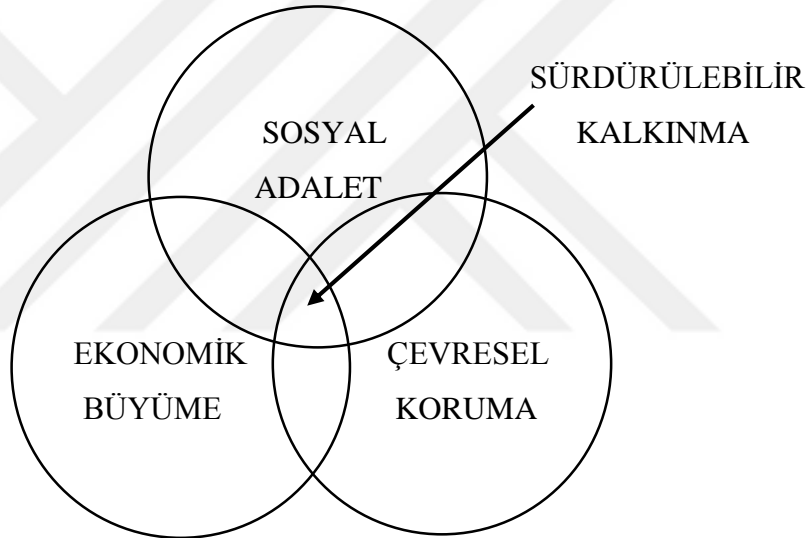 SÜRDÜRÜLEBİLİR
KALKINMA
SOSYAL
ADALET
EKONOMİK
BÜYÜME
ÇEVRESEL
KORUMA